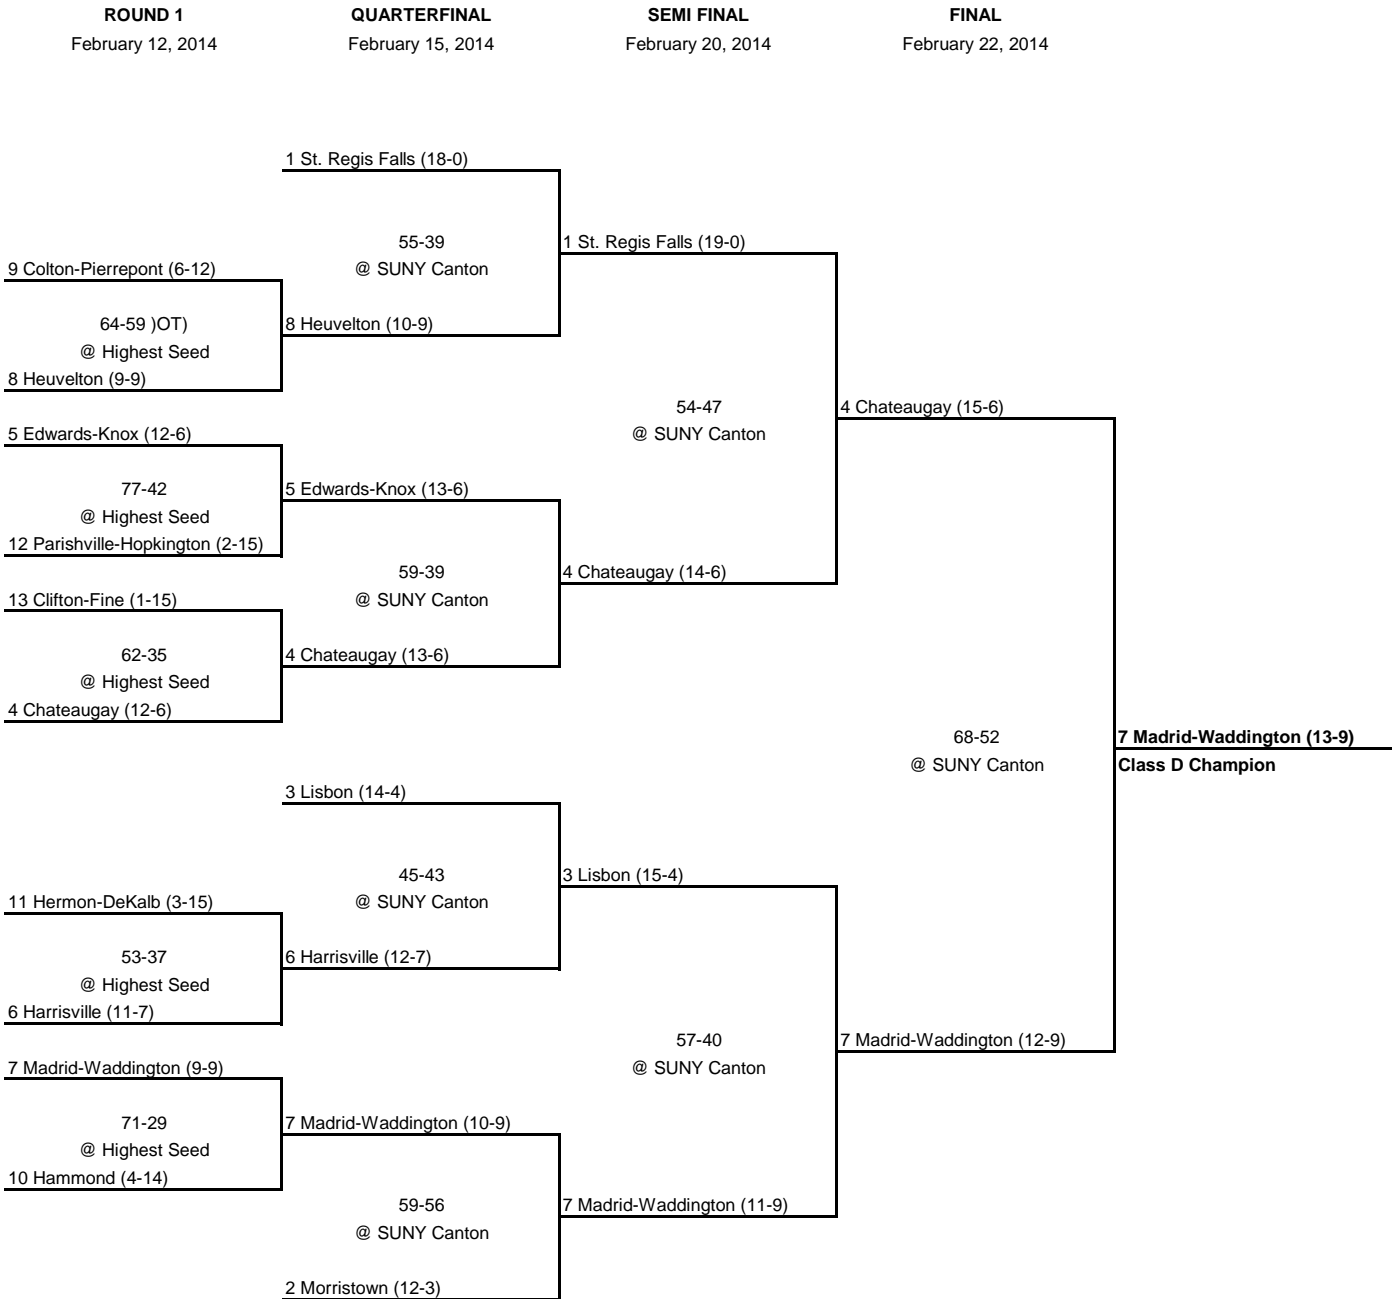 ROUND 1
QUARTERFINAL
SEMI FINAL
FINAL
February 12, 2014
February 15, 2014
February 20, 2014
February 22, 2014
1 St. Regis Falls (18-0)
55-39
1 St. Regis Falls (19-0)
9 Colton-Pierrepont (6-12)
@ SUNY Canton
64-59 )OT)
8 Heuvelton (10-9)
@ Highest Seed
8 Heuvelton (9-9)
54-47
4 Chateaugay (15-6)
5 Edwards-Knox (12-6)
@ SUNY Canton
77-42
5 Edwards-Knox (13-6)
@ Highest Seed
12 Parishville-Hopkington (2-15)
59-39
4 Chateaugay (14-6)
13 Clifton-Fine (1-15)
@ SUNY Canton
62-35
4 Chateaugay (13-6)
@ Highest Seed
4 Chateaugay (12-6)
68-52
7 Madrid-Waddington (13-9)
@ SUNY Canton
Class D Champion
3 Lisbon (14-4)
45-43
3 Lisbon (15-4)
11 Hermon-DeKalb (3-15)
@ SUNY Canton
53-37
6 Harrisville (12-7)
@ Highest Seed
6 Harrisville (11-7)
57-40
7 Madrid-Waddington (12-9)
7 Madrid-Waddington (9-9)
@ SUNY Canton
71-29
7 Madrid-Waddington (10-9)
@ Highest Seed
10 Hammond (4-14)
59-56
7 Madrid-Waddington (11-9)
@ SUNY Canton
2 Morristown (12-3)